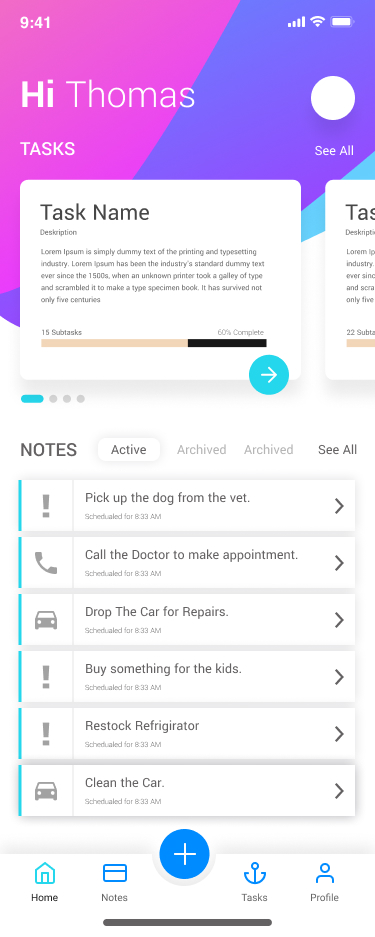 9:41
Hi Thomas
TASKS
See All
Task Name
Deskription
Lorem Ipsum is simply dummy text of the printing and typesetting
industry. Lorem Ipsum has been the industry's standard dummy text
ever since the 1500s, when an unknown printer took a galley of type
and scrambled it to make a type specimen book. It has survived not
only five centuries
15 Subtasks
60% Complete
Tas
Deskripti
Lorem Ip
industry.
ever sinc
and scra
only five
22 Subta
NOTES
Active
Archived
Archived
See All
Pick up the dog from the vet.
Schedualed for 8:33 AM
Call the Doctor to make appointment.
Schedualed for 8:33 AM
Drop The Car for Repairs.
Schedualed for 8:33 AM
Buy something for the kids.
Schedualed for 8:33 AM
Restock Refrigirator
Schedualed for 8:33 AM
Clean the Car.
Schedualed for 8:33 AM
Home
Notes
Tasks
Profile